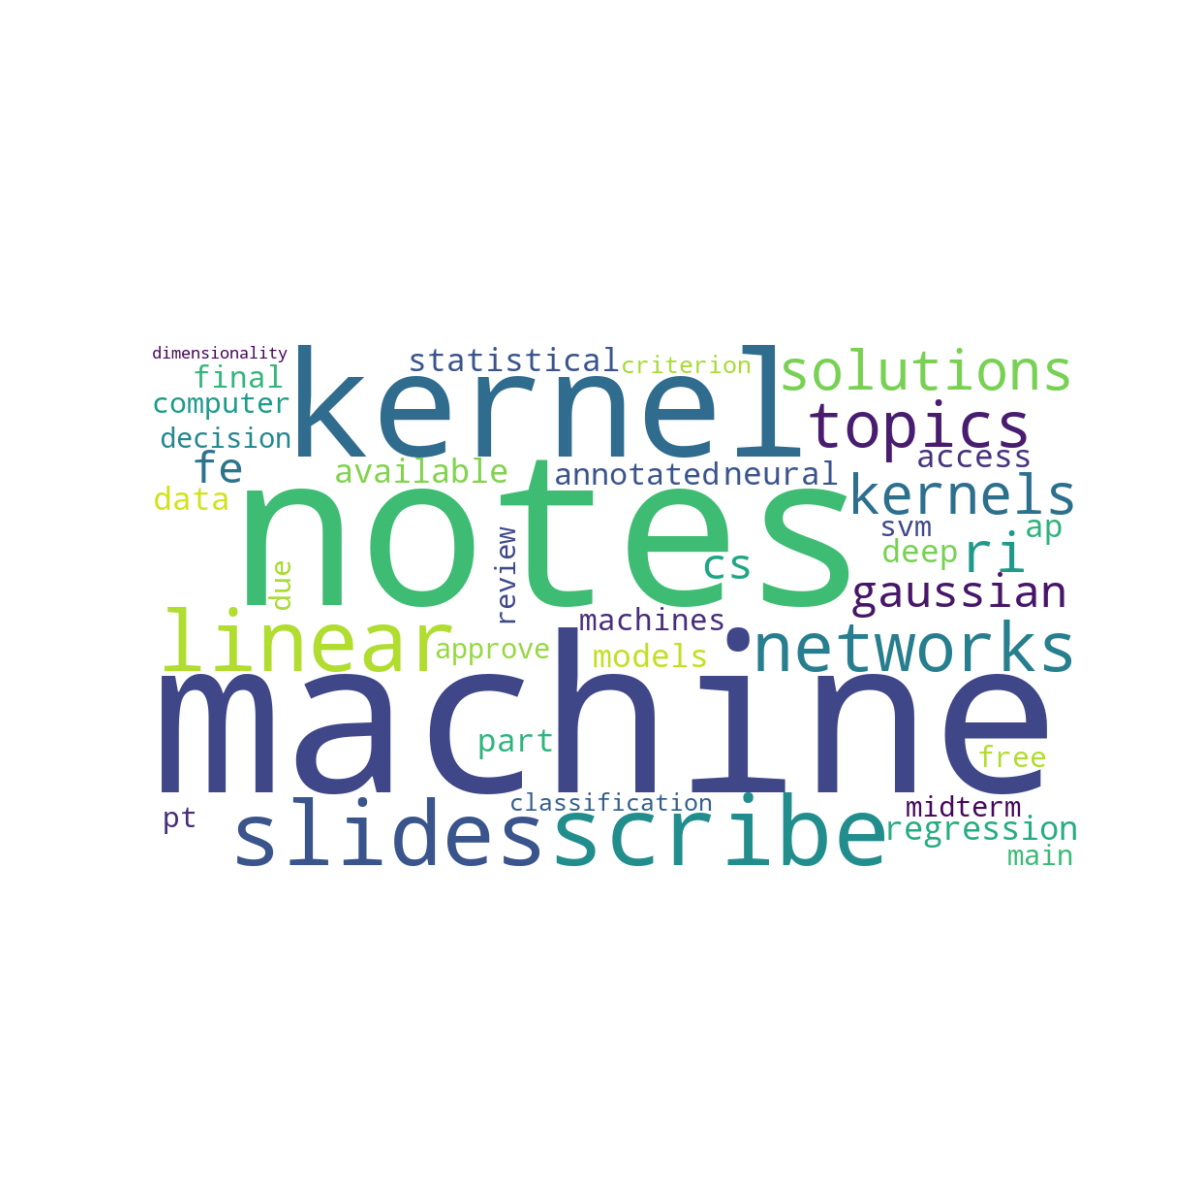 dimensionality
kernel
statistical
criterion
solutions
final
computer
topics
decision
access
fe
available
annotated
neural
kernels
data
notes
svm
ap
review
cs
deep
ri
due
gaussian
linear
machines
networks
approve
models
machine
part
free
pt
slides
classification
scribe
midterm
regression
main